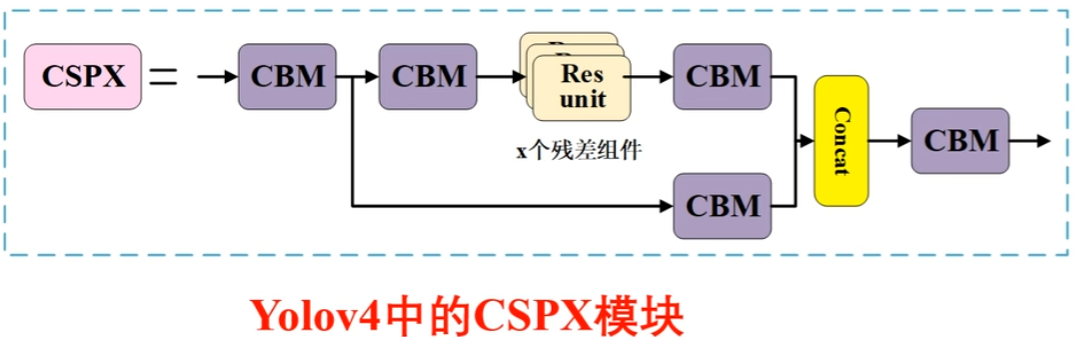 CSPX = CBM CBM Res unit CBM Concat CBM
x个残差组件
CBM
Yolov4中的CSPX模块